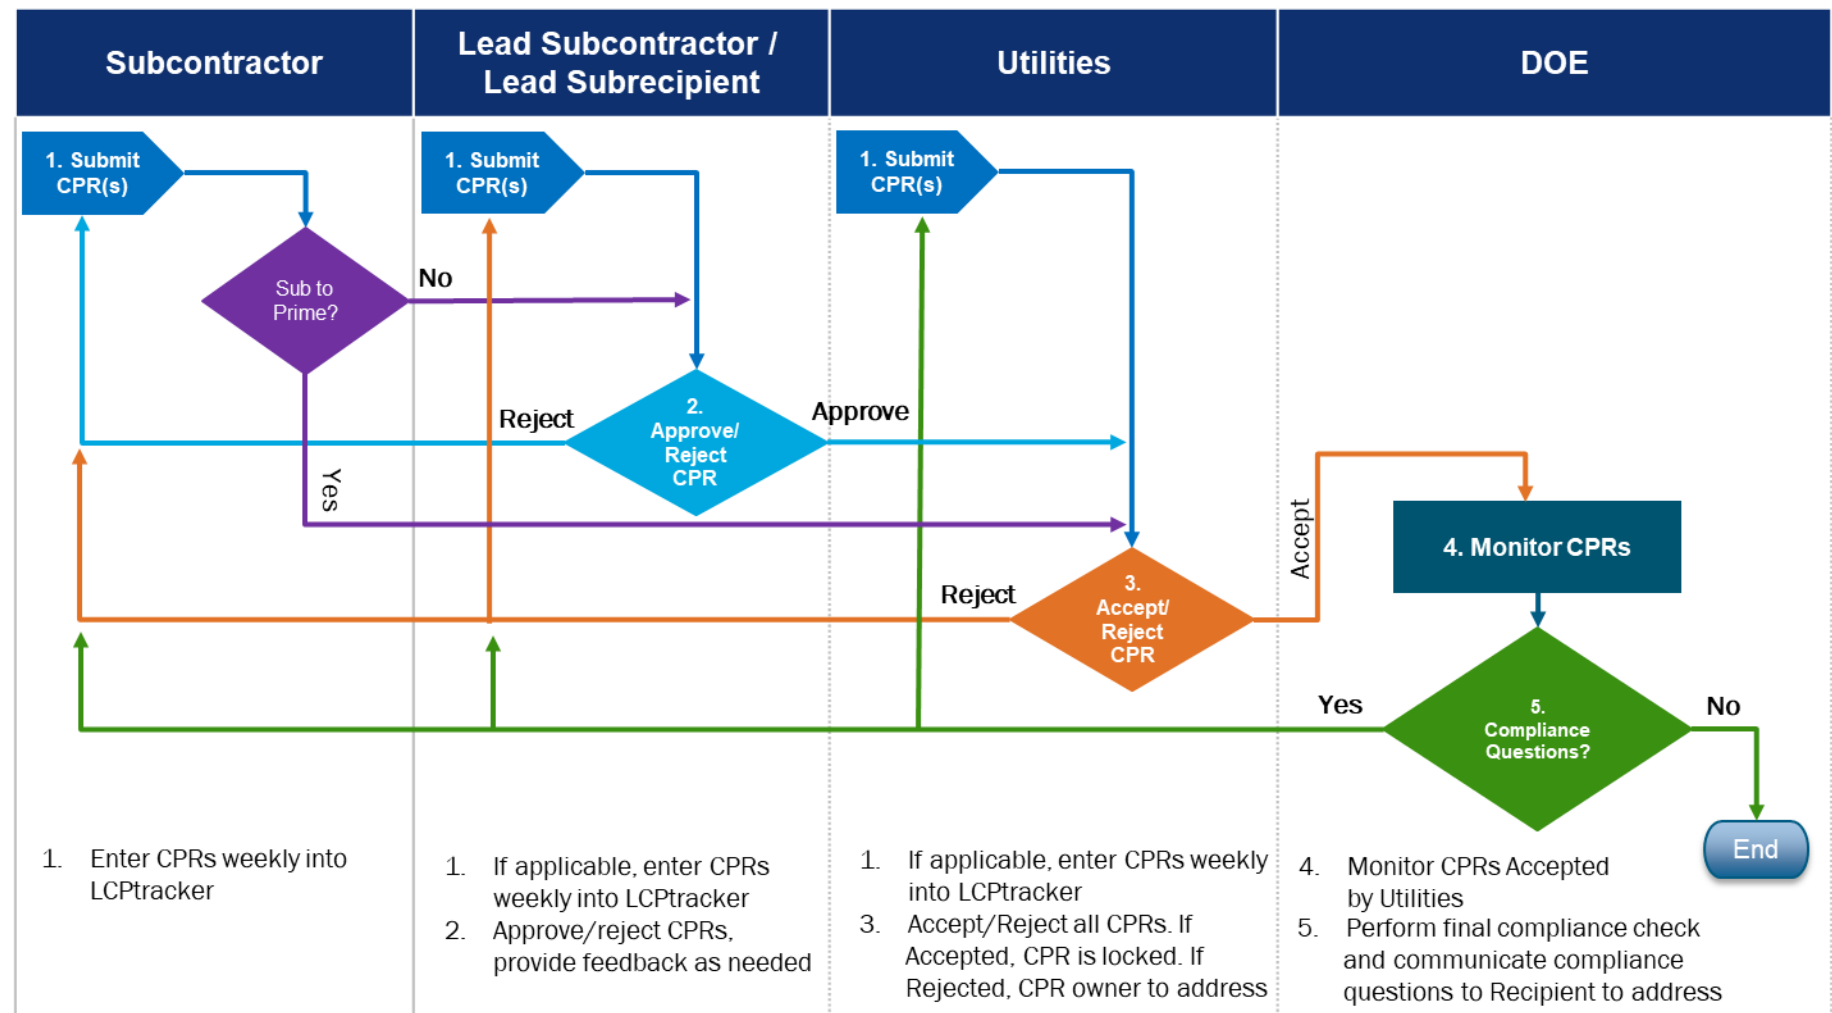 Subcontractor
Lead Subcontractor /
Lead Subrecipient
Utilities
DOE
1. Submit
CPR(s)
1. Submit
CPR(s)
1. Submit
CPR(s)
Sub to
Prime?
No
Yes
Reject
2.
Approve/
Reject
CPR
Approve
Reject
3.
Accept/
Reject
CPR
Accept
4. Monitor CPRs
Yes
5.
Compliance
Questions?
No
End
1. Enter CPRs weekly into
LCPtracker
1. If applicable, enter CPRs
weekly into LCPtracker
2. Approve/reject CPRs,
provide feedback as needed
1. If applicable, enter CPRs weekly
into LCPtracker
3. Accept/Reject all CPRs. If
Accepted, CPR is locked. If
Rejected, CPR owner to address
4. Monitor CPRs Accepted
by Utilities
5. Perform final compliance check
and communicate compliance
questions to Recipient to address